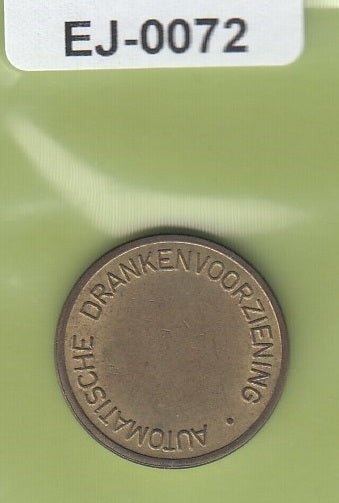 EJ-0072
AUTOMATISCHE DRANKENVOORZIENING •